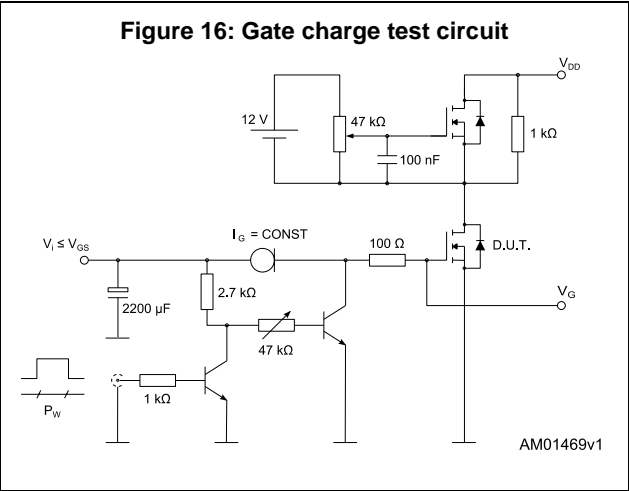 Figure 16: Gate charge test circuit
V_DD
12 V
47 kΩ
1 kΩ
100 nF
V_i ≤ V_GS
I_G = CONST
100 Ω
D.U.T.
2.7 kΩ
2200 μF
V_G
47 kΩ
1 kΩ
P_W
AM01469v1